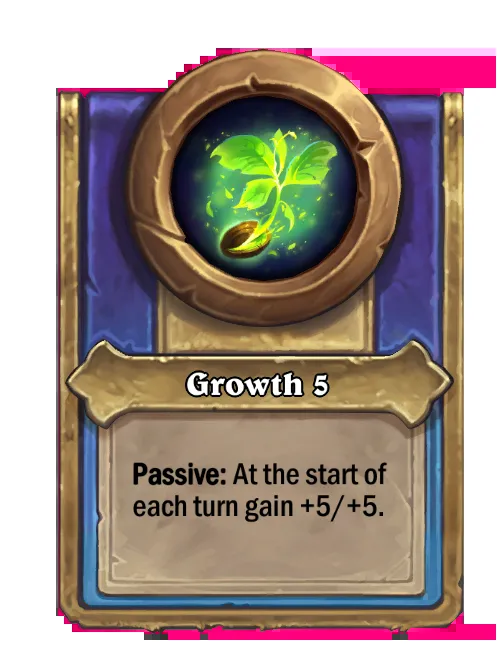 Growth 5
Passive: At the start of
each turn gain +5/+5.